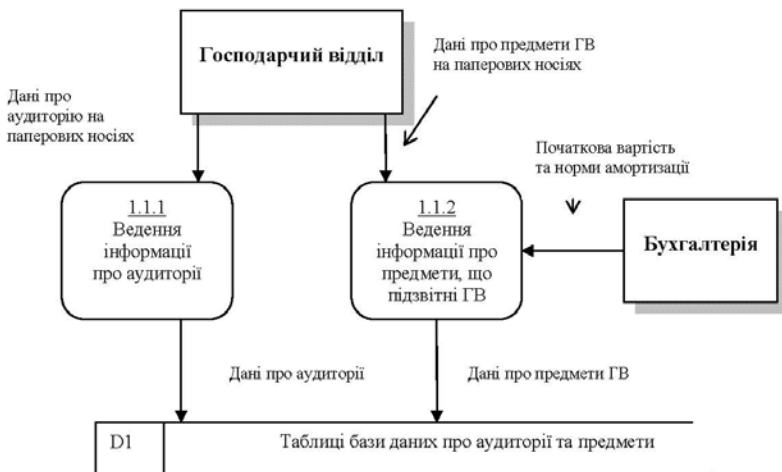 Господарчий відділ
Дані про предмети ГВ
на паперових носіях
Дані про
аудиторію на
паперових носіях
Початкова вартість
та норми амортизації
1.1.1
Ведення
інформації
про аудиторії
1.1.2
Ведення
інформації про
предмети, що
підзвітні ГВ
Бухгалтерія
Дані про аудиторії
Дані про предмети ГВ
D1
Таблиці бази даних про аудиторії та предмети